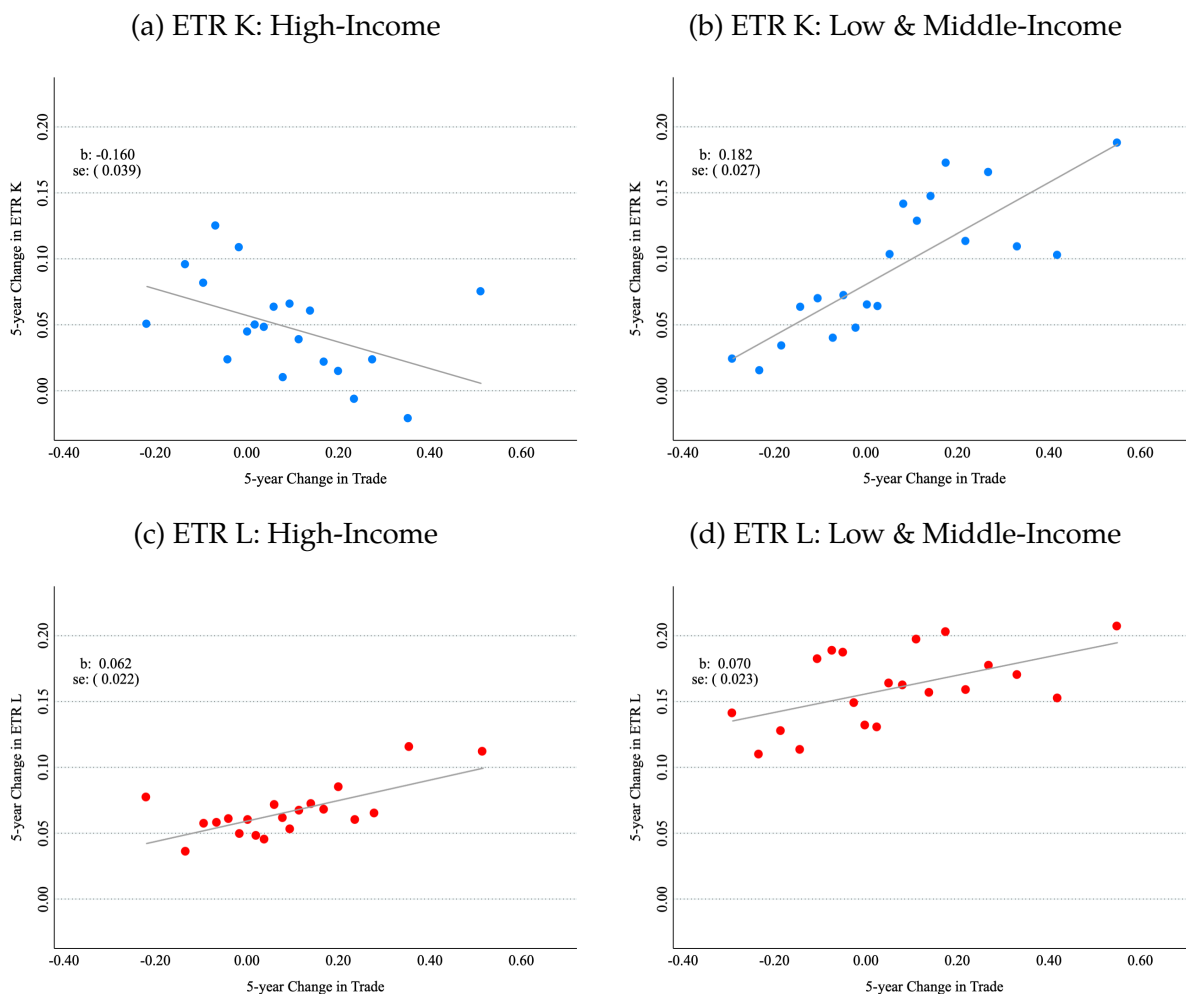 (a) ETR K: High-Income
5-year Change in ETR K
0.20
0.15
0.10
0.05
0.00
b: -0.160
se: ( 0.039)
-0.40 -0.20 0.00 0.20 0.40 0.60
5-year Change in Trade
(b) ETR K: Low & Middle-Income
5-year Change in ETR K
0.20
0.15
0.10
0.05
0.00
b: 0.182
se: ( 0.027)
-0.40 -0.20 0.00 0.20 0.40 0.60
5-year Change in Trade
(c) ETR L: High-Income
5-year Change in ETR L
0.20
0.15
0.10
0.05
0.00
b: 0.062
se: ( 0.022)
-0.40 -0.20 0.00 0.20 0.40 0.60
5-year Change in Trade
(d) ETR L: Low & Middle-Income
5-year Change in ETR L
0.20
0.15
0.10
0.05
0.00
b: 0.070
se: ( 0.023)
-0.40 -0.20 0.00 0.20 0.40 0.60
5-year Change in Trade